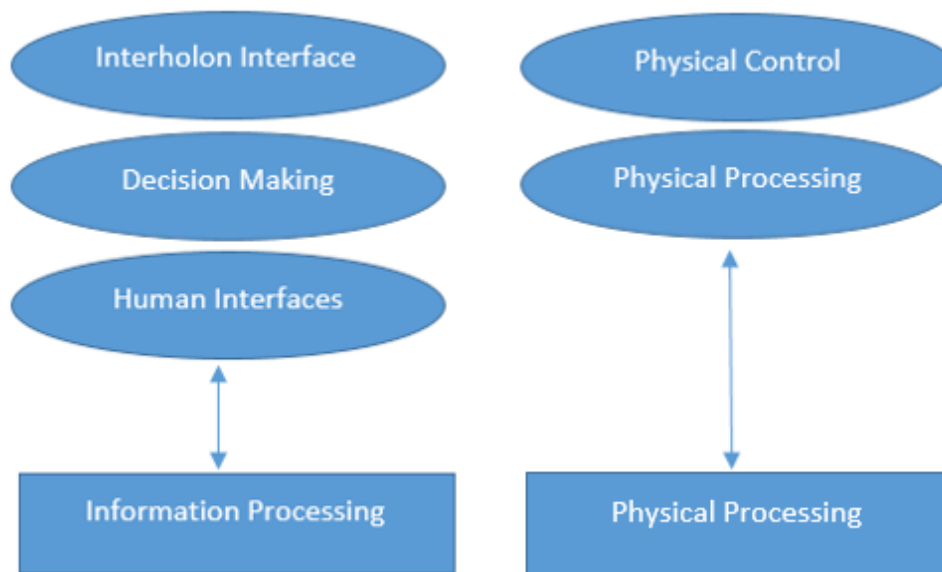 Interholon Interface
Decision Making
Human Interfaces
Information Processing
Physical Control
Physical Processing
Physical Processing